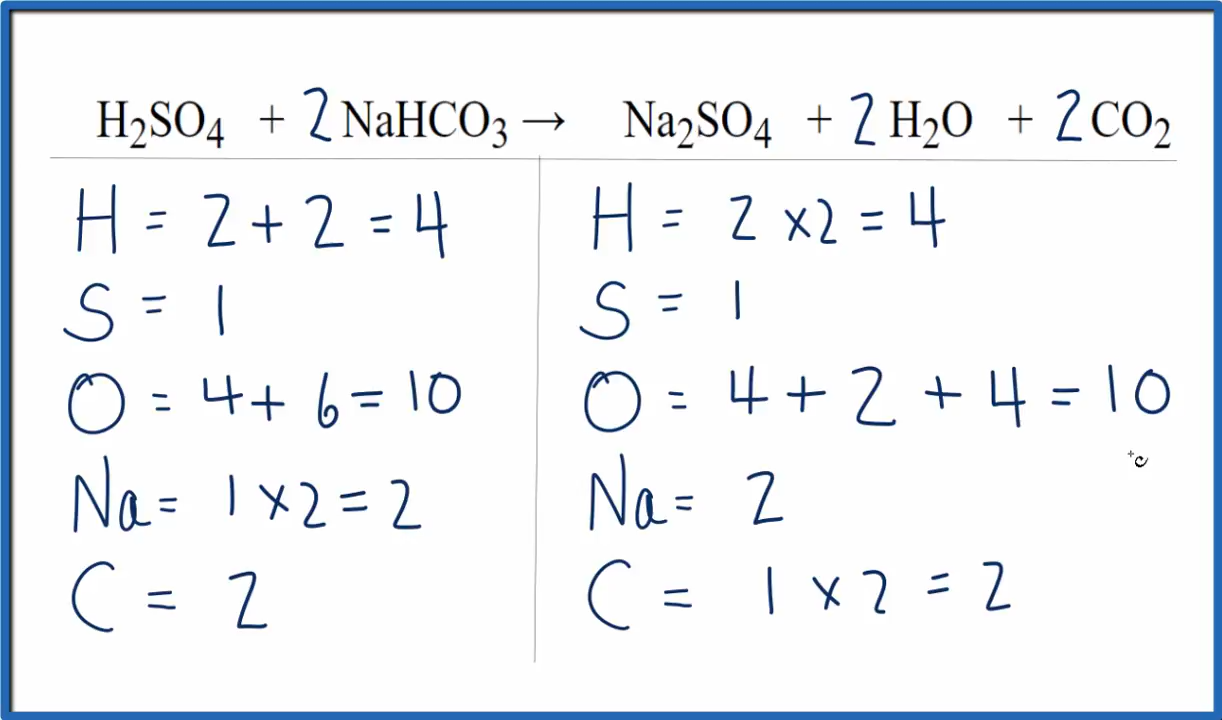 H₂SO₄ + 2 NaHCO₃ → Na₂SO₄ + 2 H₂O + 2 CO₂
H = 2 + 2 = 4 H = 2 x2 = 4
S = 1 S = 1
O = 4 + 6 = 10 O = 4 + 2 + 4 = 10
Na = 1 x 2 = 2 Na = 2
C = 2 C = 1 x 2 = 2